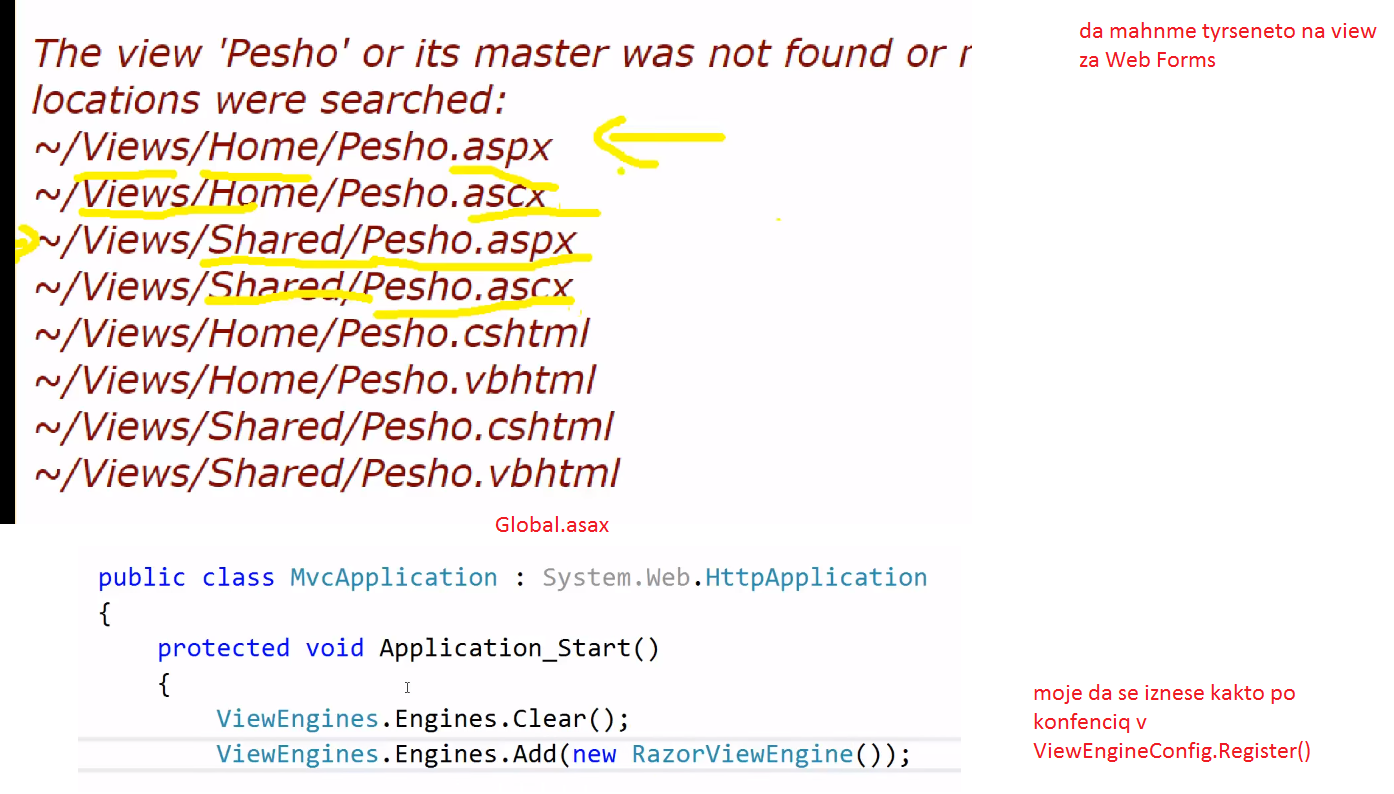 The view 'Pesho' or its master was not found or
locations were searched:
~/Views/Home/Pesho.aspx
~/Views/Home/Pesho.ascx
~/Views/Shared/Pesho.aspx
~/Views/Shared/Pesho.ascx
~/Views/Home/Pesho.cshtml
~/Views/Home/Pesho.vbhtml
~/Views/Shared/Pesho.cshtml
~/Views/Shared/Pesho.vbhtml
da mahnme tyrseneto na view
za Web Forms
Global.asax
public class MvcApplication : System.Web.HttpApplication
{
protected void Application_Start()
{
ViewEngines.Engines.Clear();
ViewEngines.Engines.Add(new RazorViewEngine());
moje da se iznese kakto po
konfenciq v
ViewEngineConfig.Register()